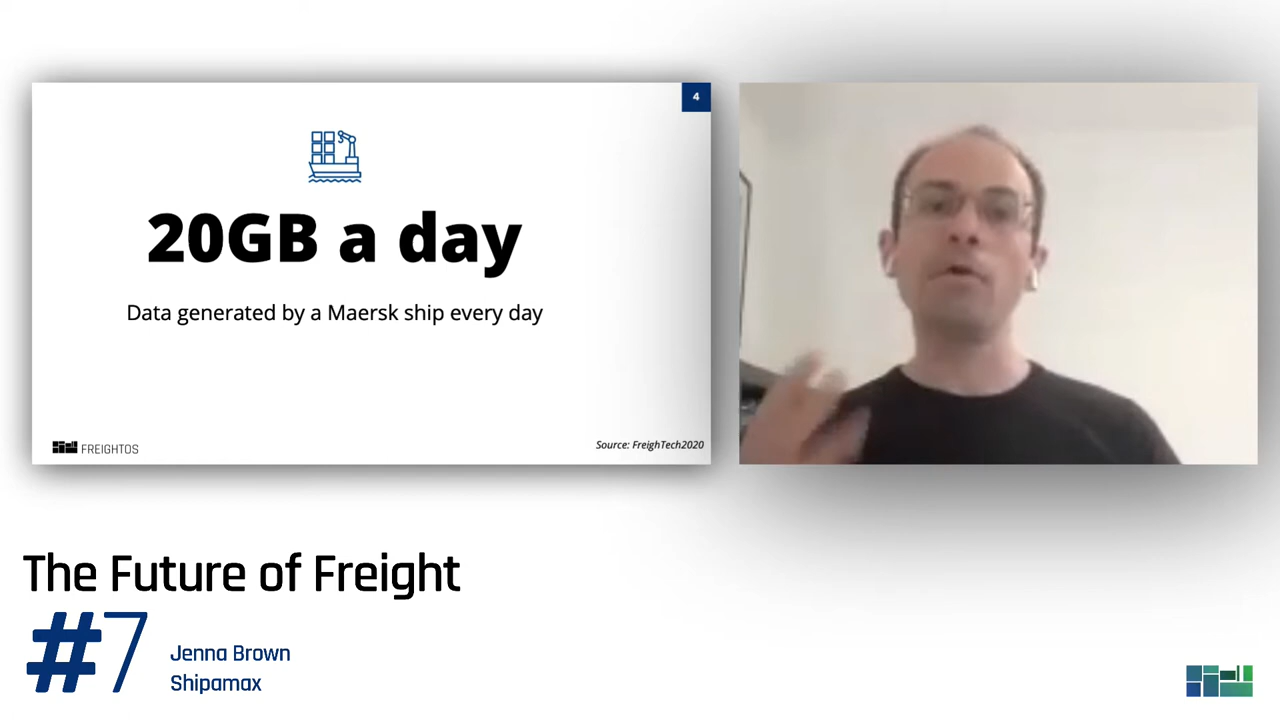 4
20GB a day
Data generated by a Maersk ship every day
FREIGHTOS
Source: FreighTech2020
The Future of Freight
#7
Jenna Brown
Shipamax